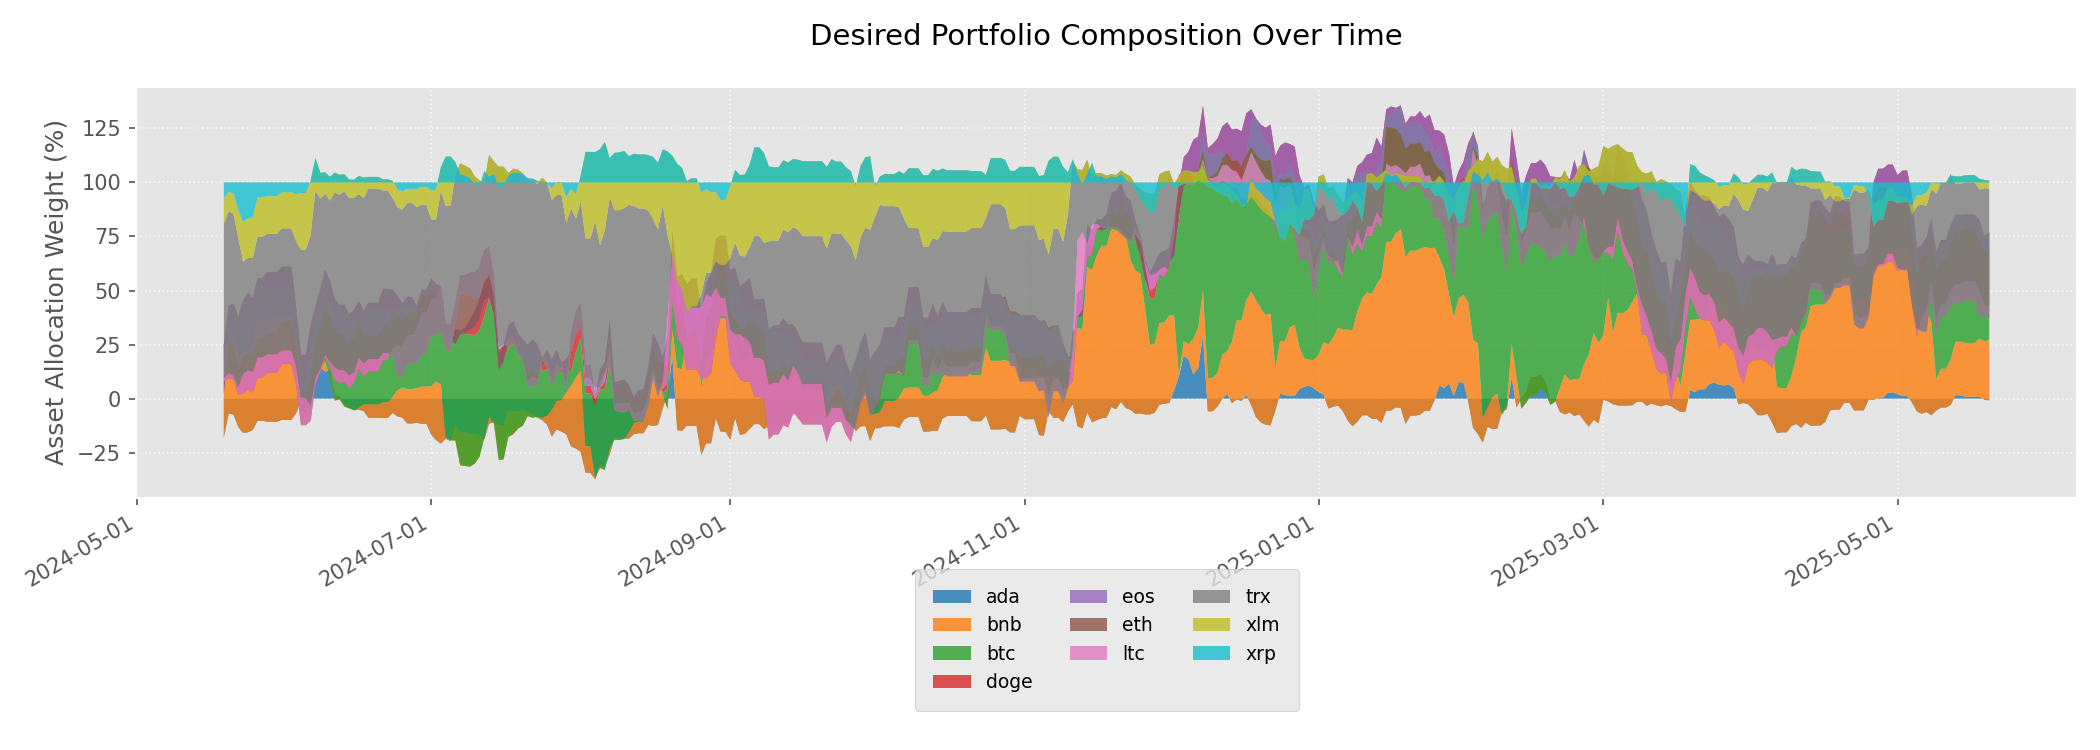 Desired Portfolio Composition Over Time
Asset Allocation Weight (%)
125
100
75
50
25
0
−25
2024-05-01
2024-07-01
2024-09-01
2024-11-01
2025-01-01
2025-03-01
2025-05-01
ada
bnb
btc
doge
eos
eth
ltc
trx
xlm
xrp